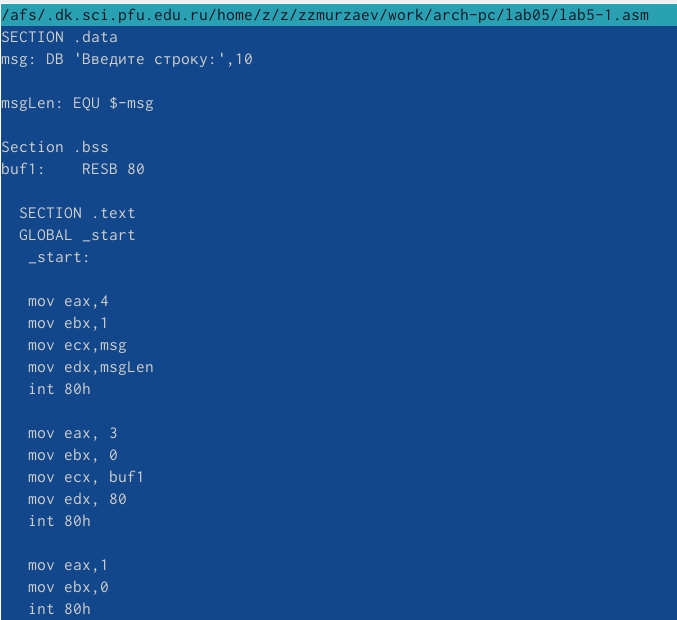 /afs/.dk.sci.pfu.edu.ru/home/z/z/zzmurzaev/work/arch-pc/lab05/lab5-1.asm
SECTION .data
msg: DB 'Введите строку:',10
msgLen: EQU $-msg
Section .bss
buf1:    RESB 80
  SECTION .text
  GLOBAL _start
   _start:
   mov eax,4
   mov ebx,1
   mov ecx,msg
   mov edx,msgLen
   int 80h
   mov eax, 3
   mov ebx, 0
   mov ecx, buf1
   mov edx, 80
   int 80h
   mov eax,1
   mov ebx,0
   int 80h